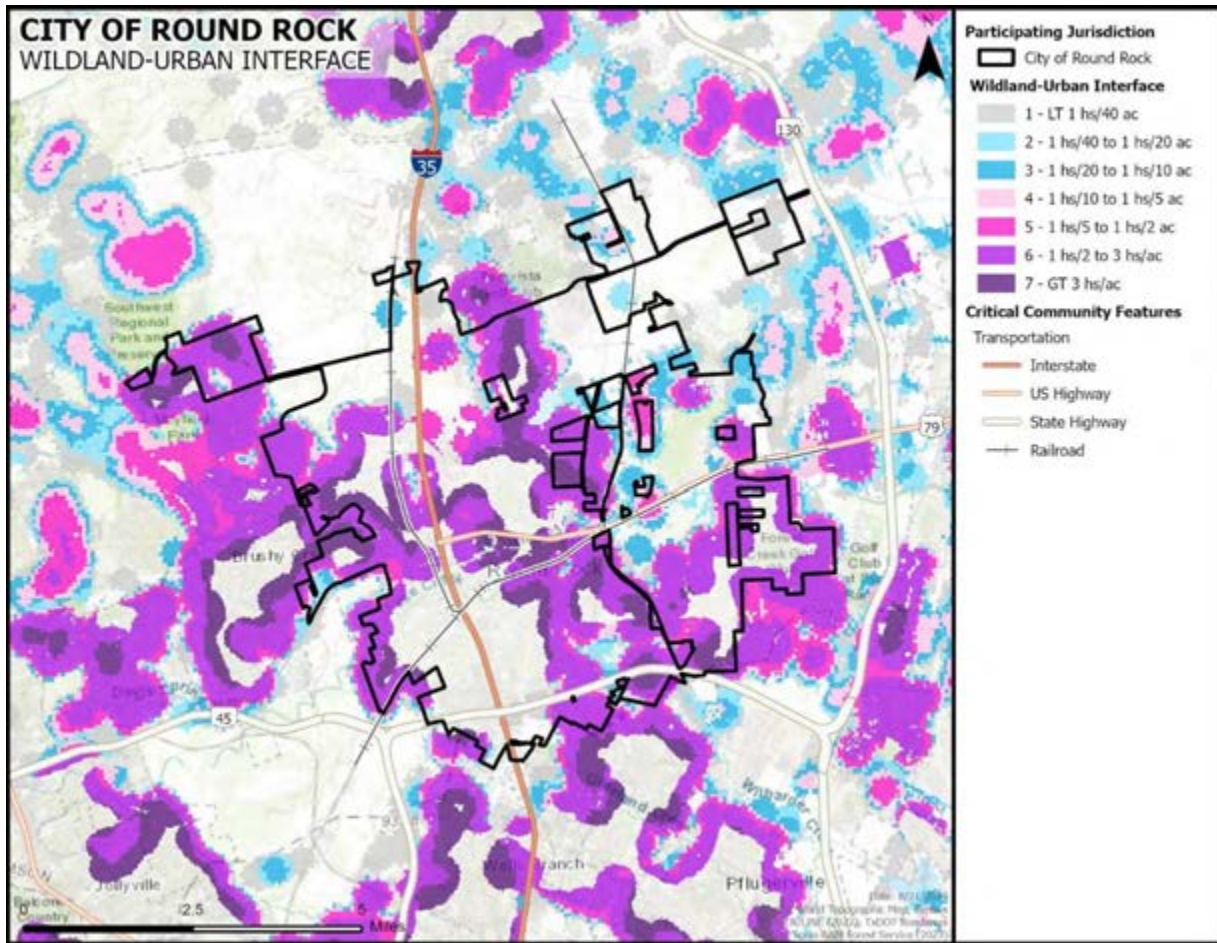 CITY OF ROUND ROCK
WILDLAND-URBAN INTERFACE
N
35
130
Southwest
Regional
Park and
79
Brushy
Golf
Club
45
Jollyville
Branch
Pflugerville
Country
0
2.5
5
Miles
Participating Jurisdiction
City of Round Rock
Wildland-Urban Interface
1 - LT 1 hs/40 ac
2 - 1 hs/40 to 1 hs/20 ac
3 - 1 hs/20 to 1 hs/10 ac
4 - 1 hs/10 to 1 hs/5 ac
5 - 1 hs/5 to 1 hs/2 ac
6 - 1 hs/2 to 3 hs/ac
7 - GT 3 hs/ac
Critical Community Features
Transportation
Interstate
US Highway
State Highway
Railroad